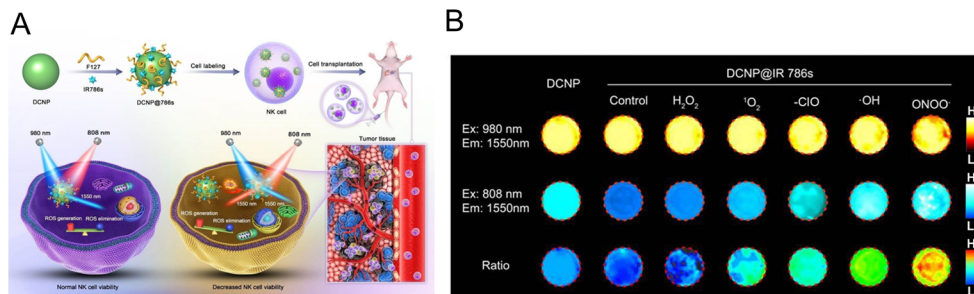 A
DCNP
F127
IR786s
DCNP@786s
Cell labeling
NK cell
Cell transplantation
Tumor tissue
980 nm
808 nm
1550 nm
ROS generation
ROS elimination
Normal NK cell viability
980 nm
808 nm
1550 nm
1550 nm
ROS generation
ROS elimination
Decreased NK cell viability
B
DCNP
DCNP@IR 786s
Control
H₂O₂
¹O₂
-ClO
·OH
ONOO⁻
Ex: 980 nm
Em: 1550nm
H
L
Ex: 808 nm
Em: 1550nm
H
L
Ratio
H
L